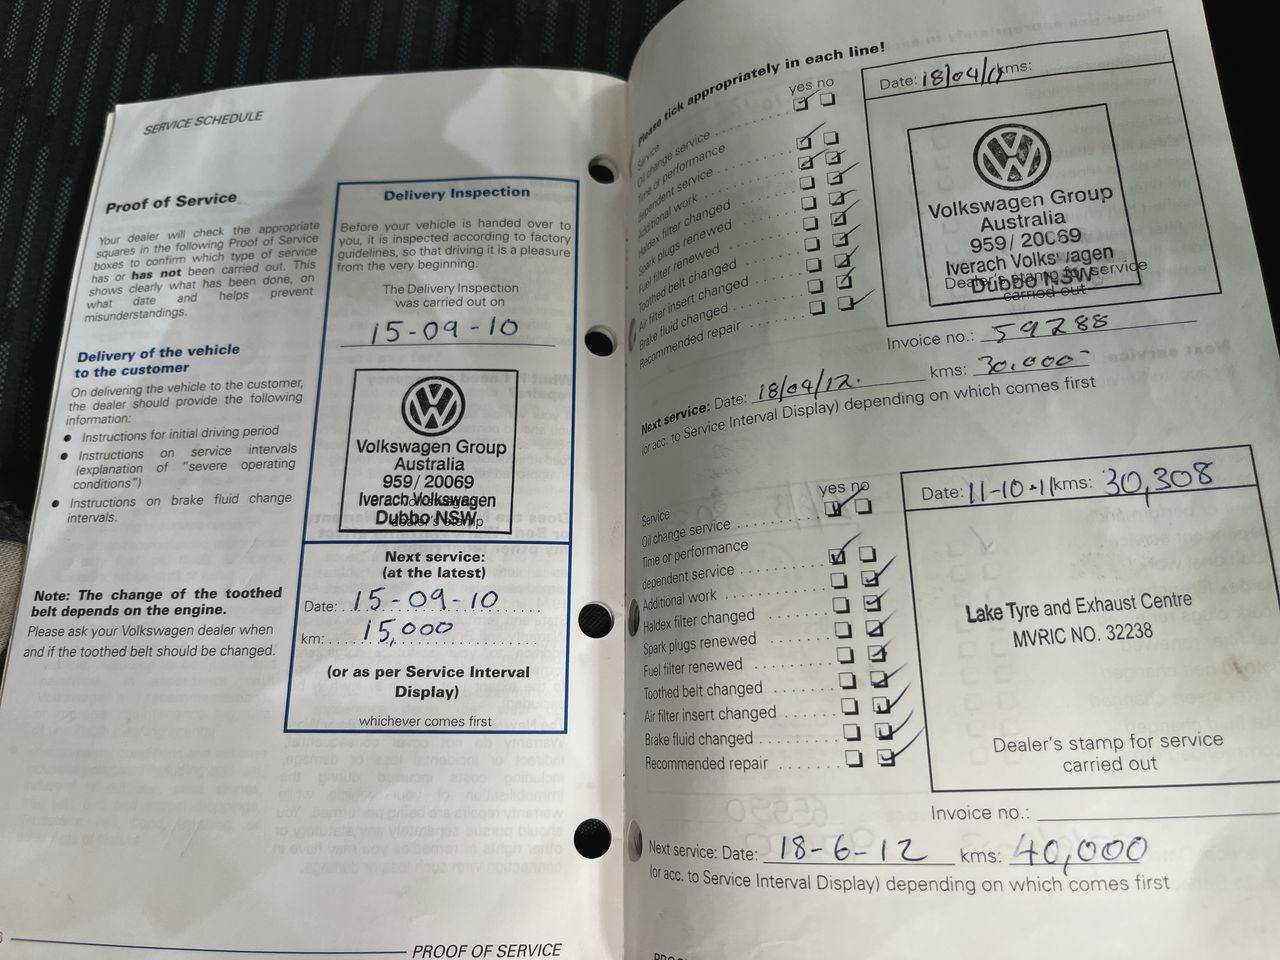 SERVICE SCHEDULE
Proof of Service
Your dealer will check the appropriate
squares in the following Proof of Service
boxes to confirm which type of service
has or has not been carried out. This
shows clearly what has been done, on
what date and helps prevent
misunderstandings.
Delivery of the vehicle
to the customer
On delivering the vehicle to the customer,
the dealer should provide the following
information:
● Instructions for initial driving period
● Instructions on service intervals
(explanation of "severe operating
conditions")
● Instructions on brake fluid change
intervals.
Note: The change of the toothed
belt depends on the engine.
Please ask your Volkswagen dealer when
and if the toothed belt should be changed.
Delivery Inspection
Before your vehicle is handed over to
you, it is inspected according to factory
guidelines, so that driving it is a pleasure
from the very beginning.
The Delivery Inspection
was carried out on
15-09-10
Volkswagen Group
Australia
959/ 20069
Iverach Volkswagen
Dubbo NSW
dealer's stamp
Next service:
(at the latest)
Date: 15-09-10
km: 15,000
(or as per Service Interval
Display)
whichever comes first
PROOF OF SERVICE
Please tick appropriately in each line!
yes no
Service
Oil change service
Time or performance
dependent service
Additional work
Haldex filter changed
Spark plugs renewed
Fuel filter renewed
Toothed belt changed
Air filter insert changed
Brake fluid changed
Recommended repair
Date: 18/04/11 kms:
Volkswagen Group
Australia
959/ 20069
Iverach Volkswagen
Dubbo NSW
Dealer's stamp for service
carried out
Invoice no.: 59288
Next service: Date: 18/04/12. kms: 30.000
(or acc. to Service Interval Display) depending on which comes first
yes no
Service
Oil change service
Time or performance
dependent service
Additional work
Haldex filter changed
Spark plugs renewed
Fuel filter renewed
Toothed belt changed
Air filter insert changed
Brake fluid changed
Recommended repair
Date: 11-10-11 kms: 30,308
Lake Tyre and Exhaust Centre
MVRIC NO. 32238
Dealer's stamp for service
carried out
Invoice no.:
Next service: Date: 18-6-12 kms: 40,000
(or acc. to Service Interval Display) depending on which comes first